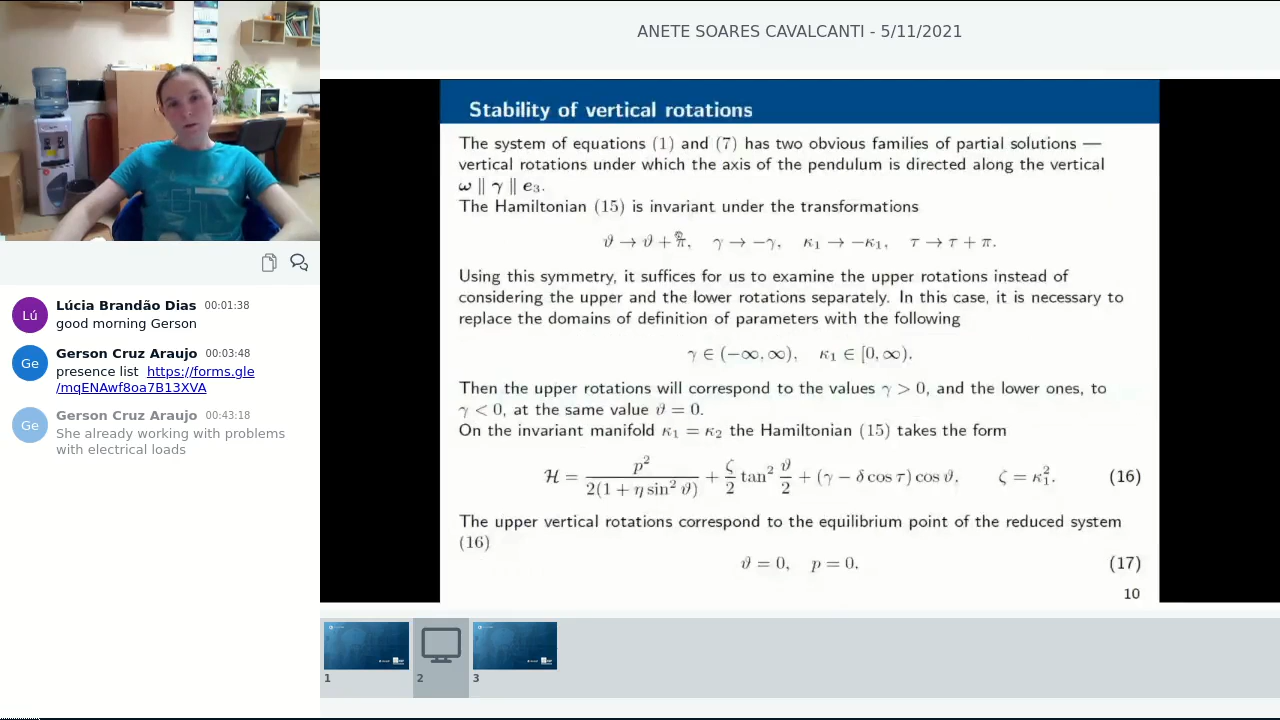 ANETE SOARES CAVALCANTI - 5/11/2021
Lú
Lúcia Brandão Dias 00:01:38
good morning Gerson
Ge
Gerson Cruz Araujo 00:03:48
presence list https://forms.gle
/mqENAwf8oa7B13XVA
Ge
Gerson Cruz Araujo 00:43:18
She already working with problems
with electrical loads
Stability of vertical rotations
The system of equations (1) and (7) has two obvious families of partial solutions —
vertical rotations under which the axis of the pendulum is directed along the vertical
ω ∥ γ ∥ e₃.
The Hamiltonian (15) is invariant under the transformations
ϑ → ϑ + π, γ → −γ, κ₁ → −κ₁, τ → τ + π.
Using this symmetry, it suffices for us to examine the upper rotations instead of
considering the upper and the lower rotations separately. In this case, it is necessary to
replace the domains of definition of parameters with the following
γ ∈ (−∞, ∞), κ₁ ∈ [0, ∞).
Then the upper rotations will correspond to the values γ > 0, and the lower ones, to
γ < 0, at the same value ϑ = 0.
On the invariant manifold κ₁ = κ₂ the Hamiltonian (15) takes the form
ℋ = p²/(2(1 + η sin² ϑ)) + ζ/2 tan² ϑ/2 + (γ − δ cos τ) cos ϑ, ζ = κ₁². (16)
The upper vertical rotations correspond to the equilibrium point of the reduced system
(16)
ϑ = 0, p = 0. (17)
10
1
2
3